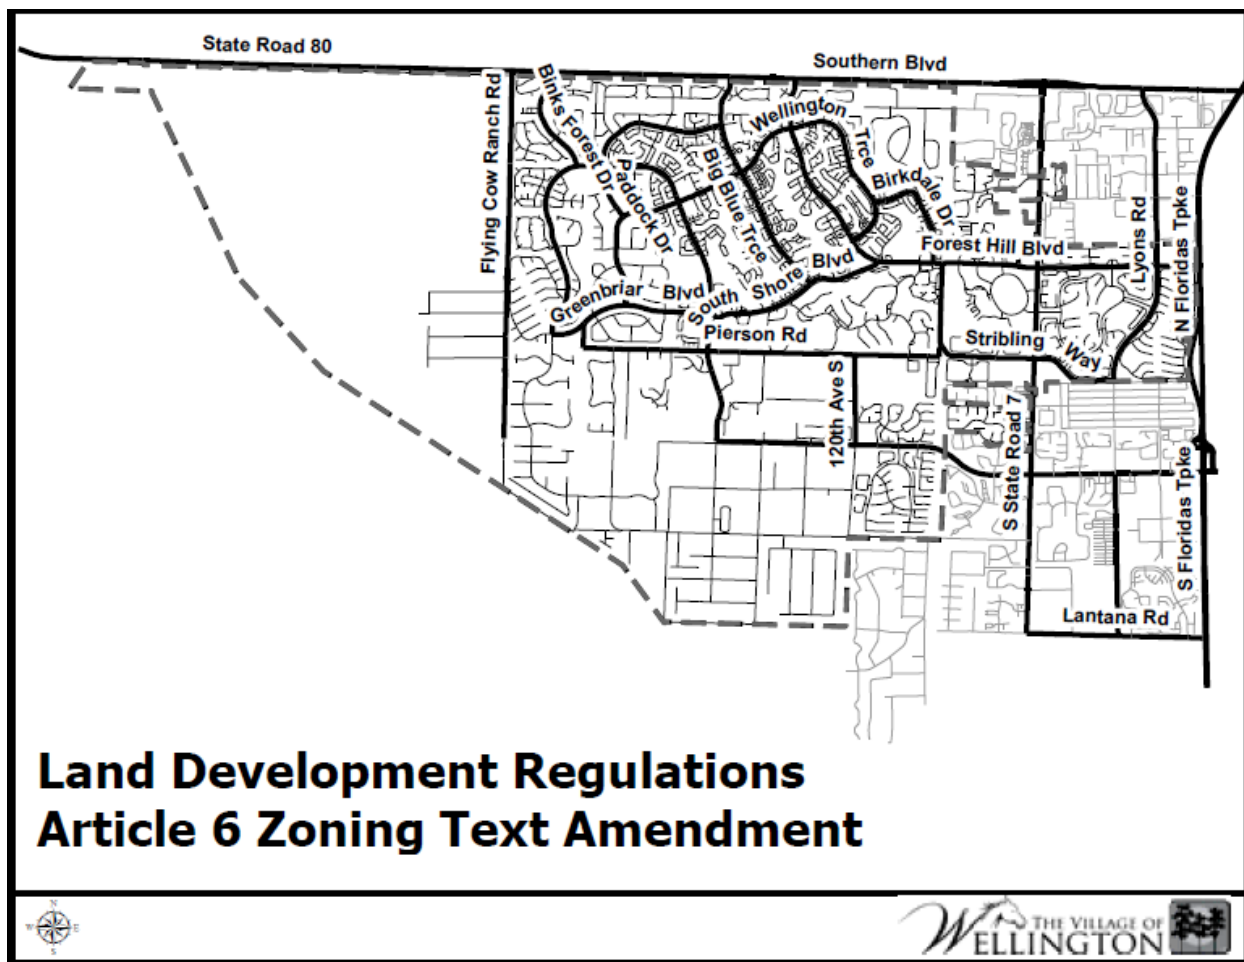 State Road 80
Southern Blvd
Flying Cow Ranch Rd
Binks Forest Dr
Paddock Dr
Big Blue Trce
Wellington Trce
Birkdale Dr
Forest Hill Blvd
Lyons Rd
N Floridas Tpke
Greenbriar Blvd
South Shore Blvd
Pierson Rd
Stribling Way
120th Ave S
S State Road 7
S Floridas Tpke
Lantana Rd
Land Development Regulations
Article 6 Zoning Text Amendment
N
W E
S
THE VILLAGE OF
WELLINGTON